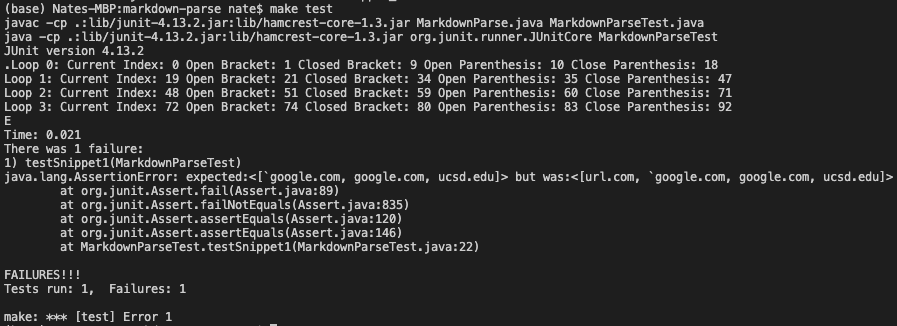 (base) Nates-MBP:markdown-parse nate$ make test
javac -cp .:lib/junit-4.13.2.jar:lib/hamcrest-core-1.3.jar MarkdownParse.java MarkdownParseTest.java
java -cp .:lib/junit-4.13.2.jar:lib/hamcrest-core-1.3.jar org.junit.runner.JUnitCore MarkdownParseTest
JUnit version 4.13.2
.Loop 0: Current Index: 0 Open Bracket: 1 Closed Bracket: 9 Open Parenthesis: 10 Close Parenthesis: 18
Loop 1: Current Index: 19 Open Bracket: 21 Closed Bracket: 34 Open Parenthesis: 35 Close Parenthesis: 47
Loop 2: Current Index: 48 Open Bracket: 51 Closed Bracket: 59 Open Parenthesis: 60 Close Parenthesis: 71
Loop 3: Current Index: 72 Open Bracket: 74 Closed Bracket: 80 Open Parenthesis: 83 Close Parenthesis: 92
E
Time: 0.021
There was 1 failure:
1) testSnippet1(MarkdownParseTest)
java.lang.AssertionError: expected:<[`google.com, google.com, ucsd.edu]> but was:<[url.com, `google.com, google.com, ucsd.edu]>
        at org.junit.Assert.fail(Assert.java:89)
        at org.junit.Assert.failNotEquals(Assert.java:835)
        at org.junit.Assert.assertEquals(Assert.java:120)
        at org.junit.Assert.assertEquals(Assert.java:146)
        at MarkdownParseTest.testSnippet1(MarkdownParseTest.java:22)
FAILURES!!!
Tests run: 1,  Failures: 1
make: *** [test] Error 1